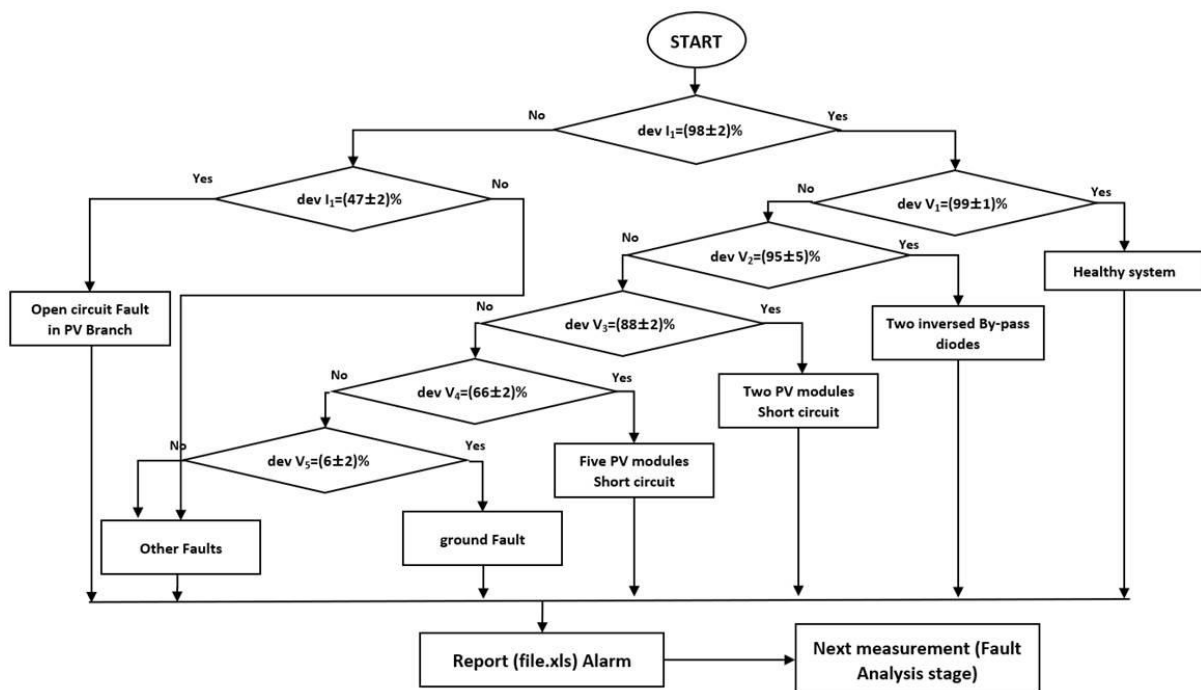 START
No
Yes
dev I₁=(98±2)%
Yes
No
No
Yes
dev I₁=(47±2)%
dev V₁=(99±1)%
No
Yes
dev V₂=(95±5)%
Healthy system
Open circuit Fault
in PV Branch
No
Yes
dev V₃=(88±2)%
Two inversed By-pass
diodes
No
Yes
dev V₄=(66±2)%
Two PV modules
Short circuit
No
Yes
dev V₅=(6±2)%
Five PV modules
Short circuit
Other Faults
ground Fault
Report (file.xls) Alarm
Next measurement (Fault
Analysis stage)